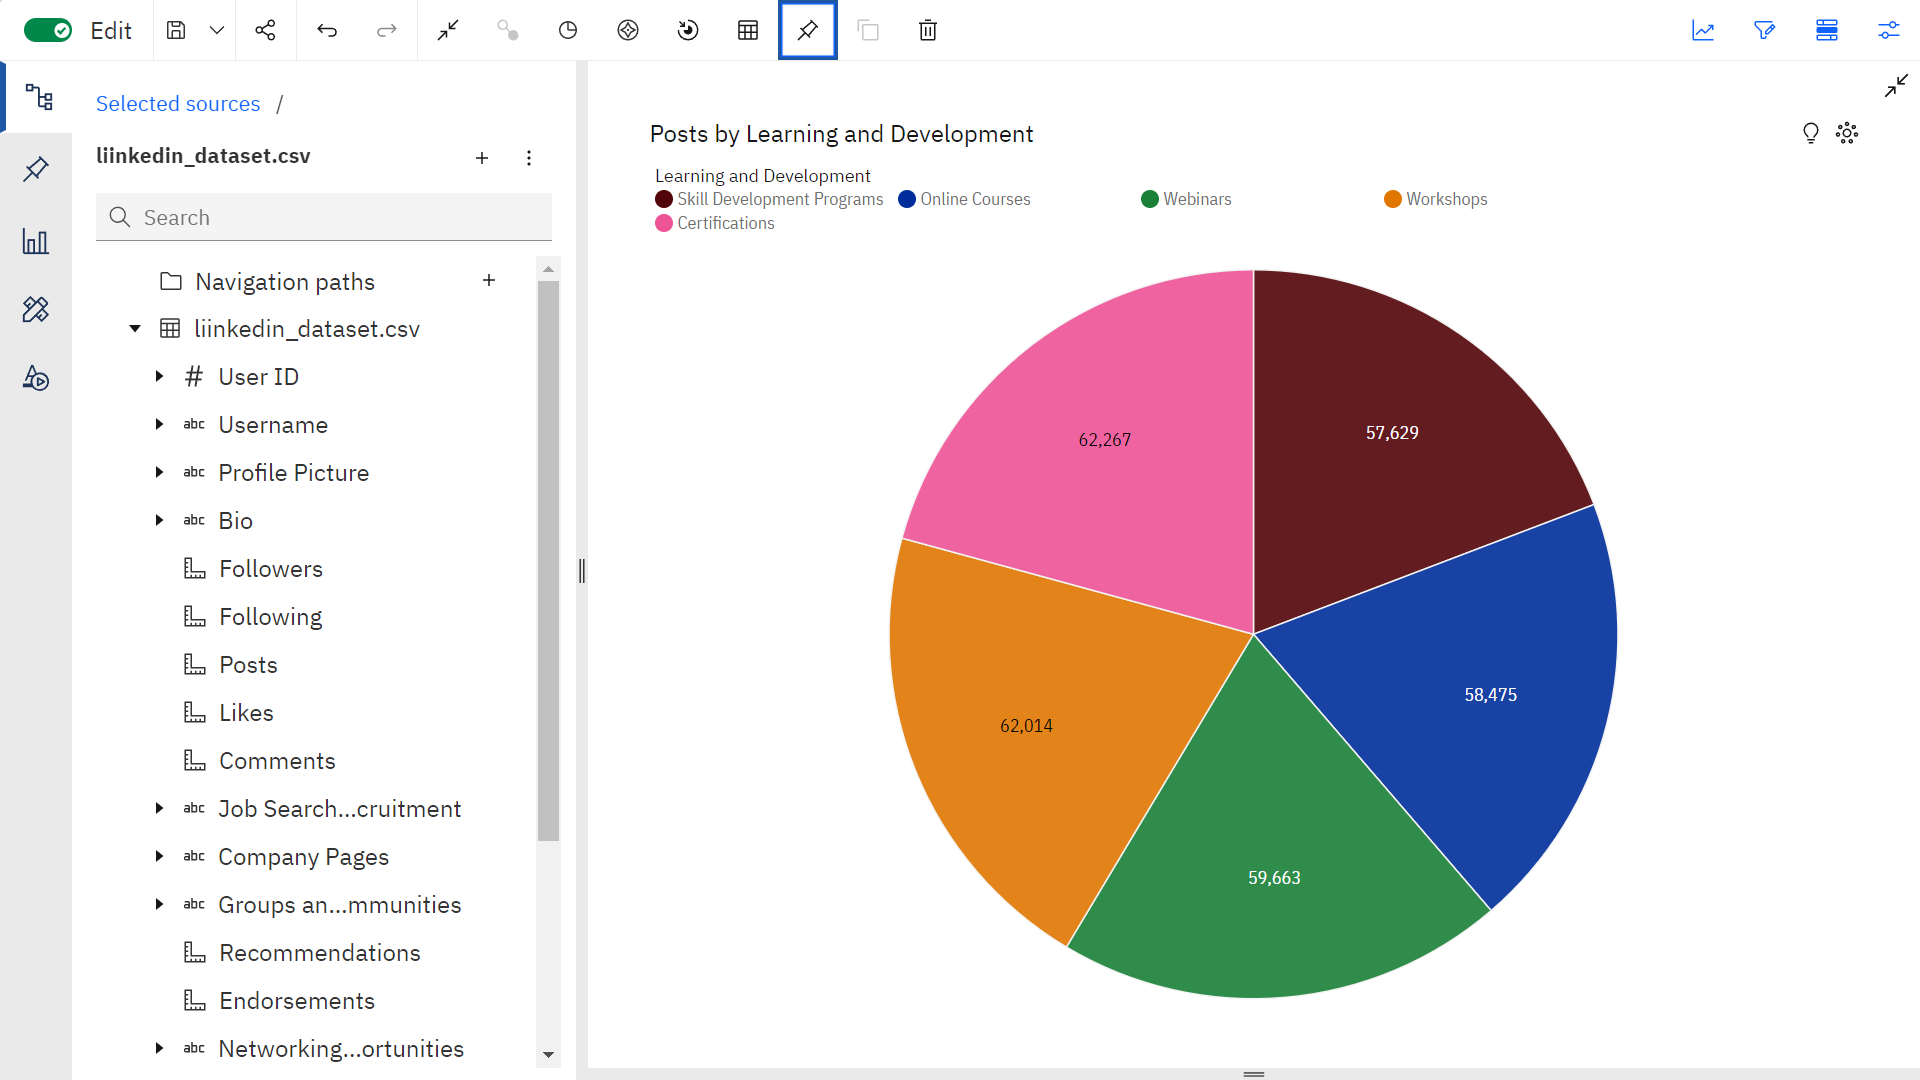 Edit
Selected sources /
liinkedin_dataset.csv
Search
Navigation paths
liinkedin_dataset.csv
# User ID
abc Username
abc Profile Picture
abc Bio
Followers
Following
Posts
Likes
Comments
abc Job Search...cruitment
abc Company Pages
abc Groups an...mmunities
Recommendations
Endorsements
abc Networking...ortunities
Posts by Learning and Development
Learning and Development
Skill Development Programs Online Courses Webinars Workshops
Certifications
57,629
62,267
58,475
62,014
59,663